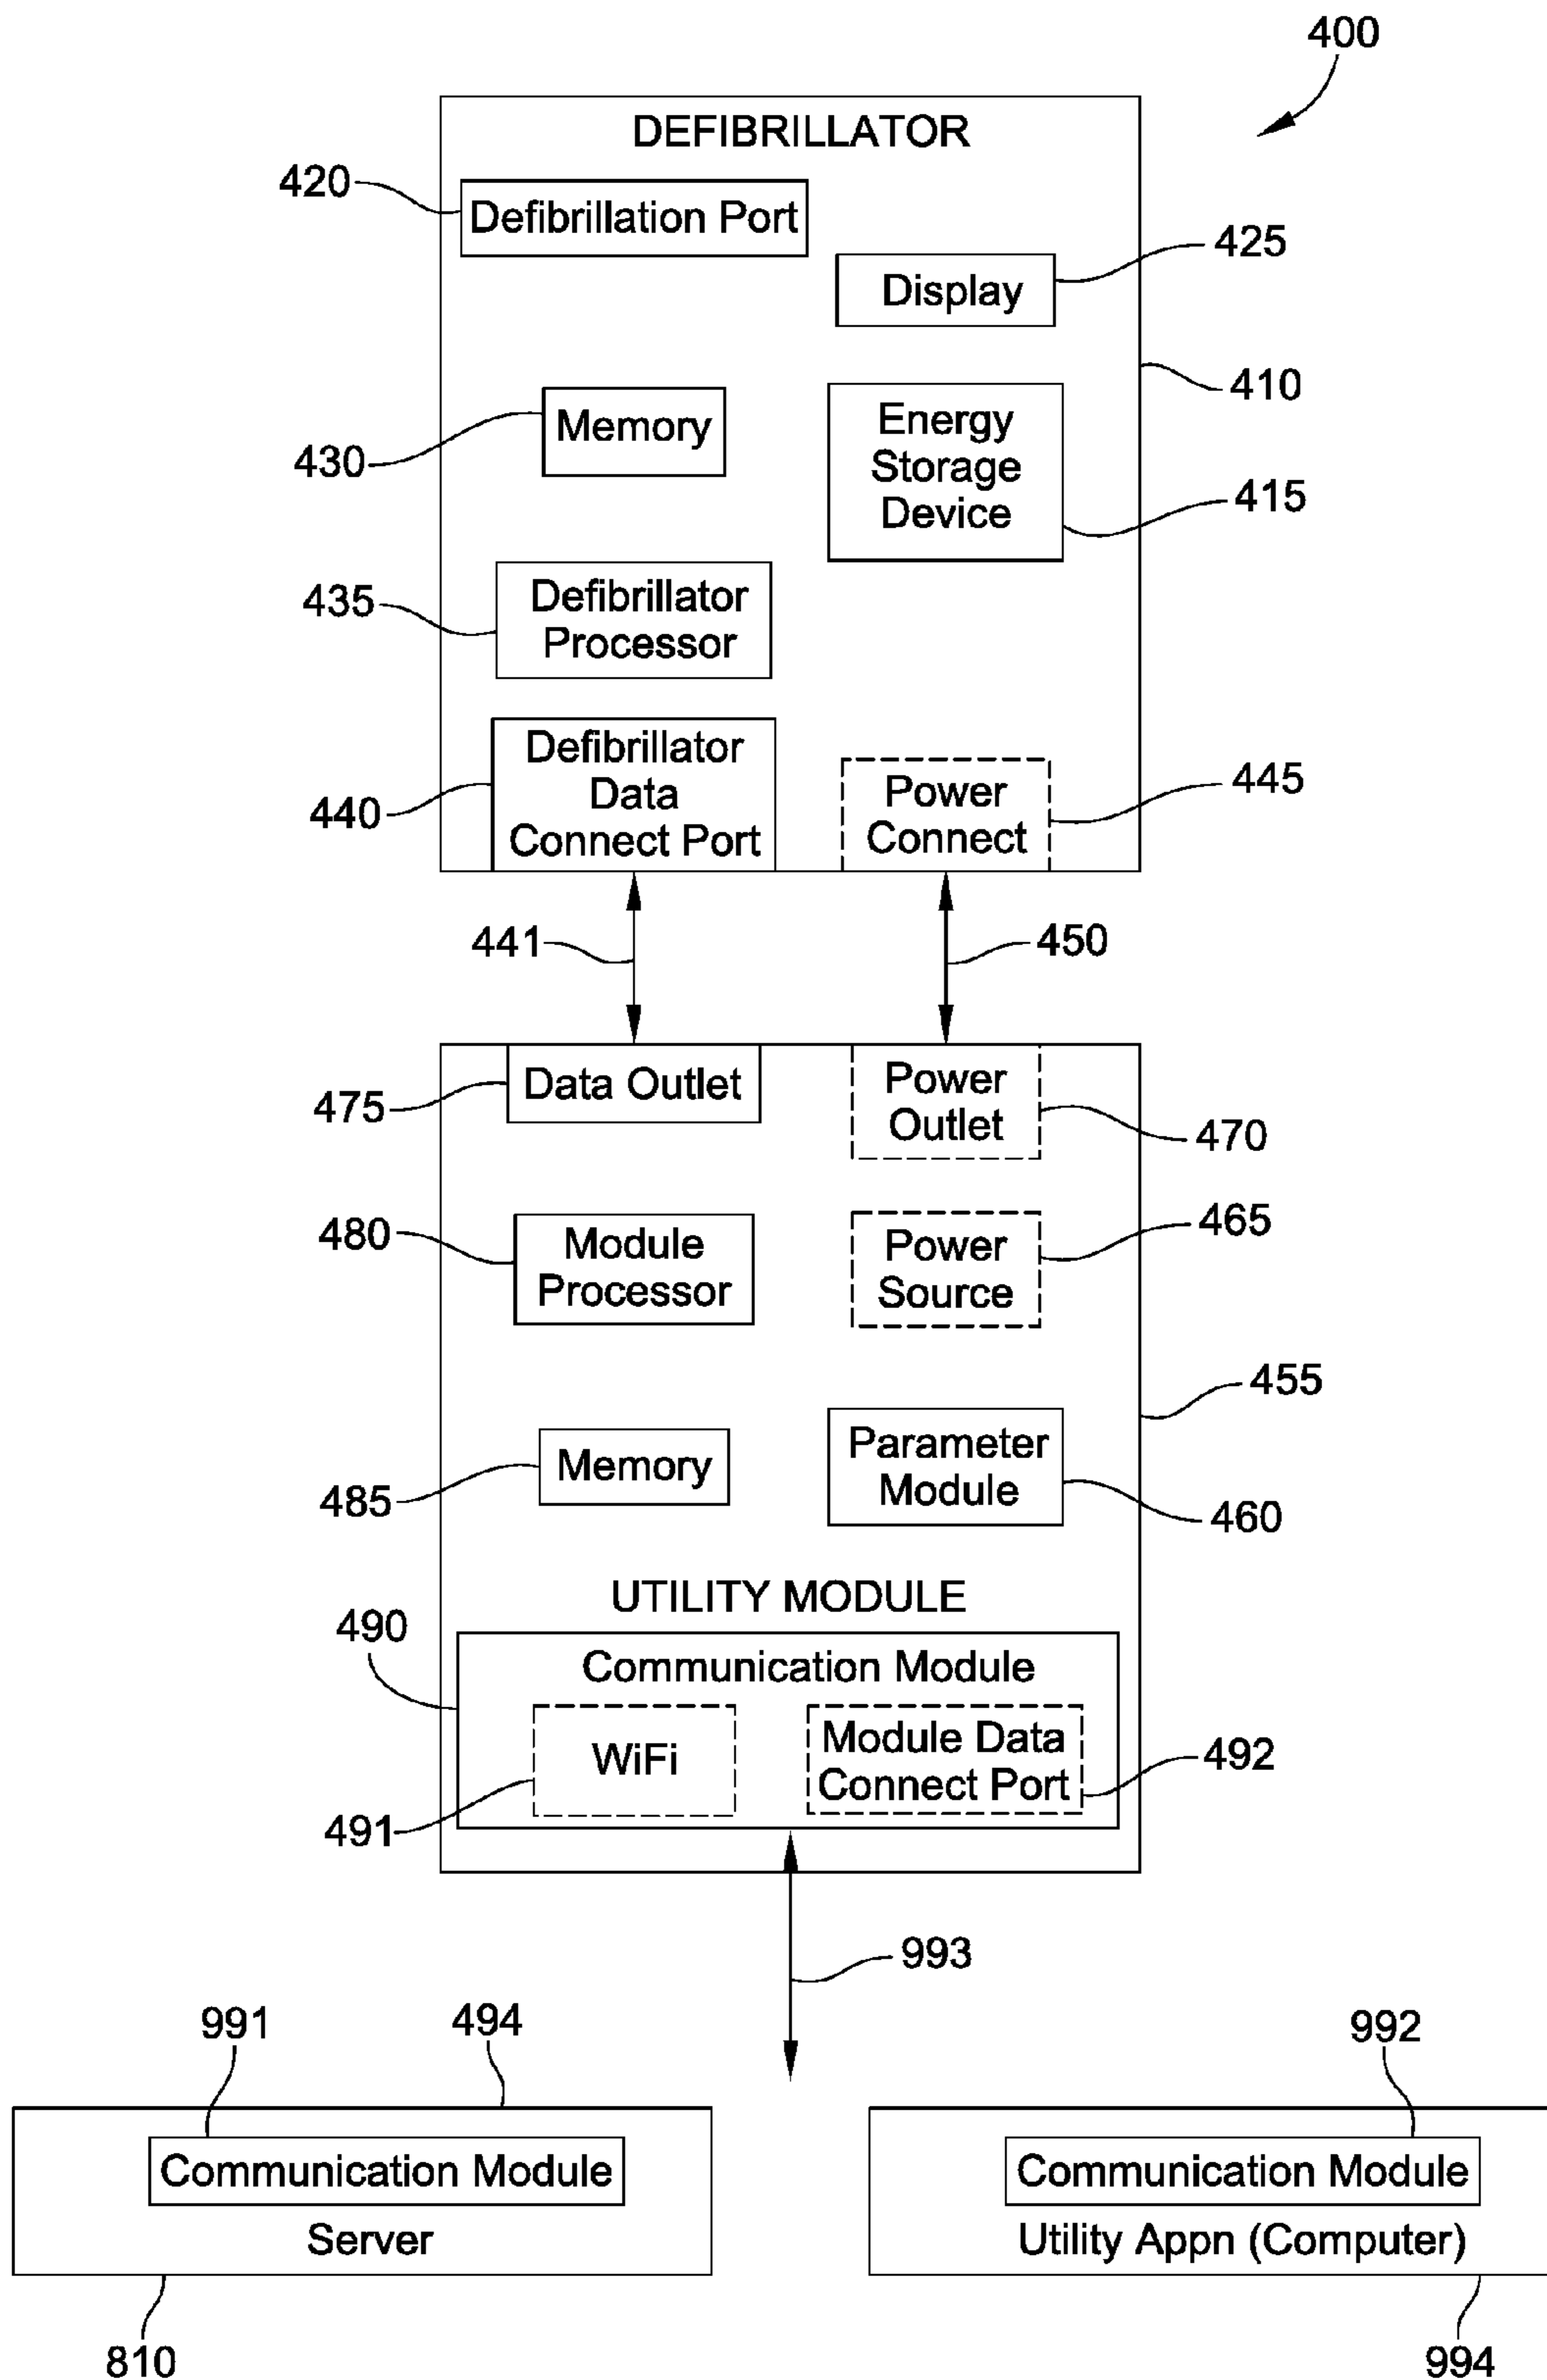 400
DEFIBRILLATOR
420
Defibrillation Port
425
Display
410
430
Memory
Energy
Storage
Device
415
435
Defibrillator
Processor
440
Defibrillator
Data
Connect Port
Power
Connect
445
441
450
475
Data Outlet
Power
Outlet
470
480
Module
Processor
Power
Source
465
455
485
Memory
Parameter
Module
460
UTILITY MODULE
490
Communication Module
WiFi
491
Module Data
Connect Port
492
993
991
494
992
Communication Module
Server
810
Communication Module
Utility Appn (Computer)
994